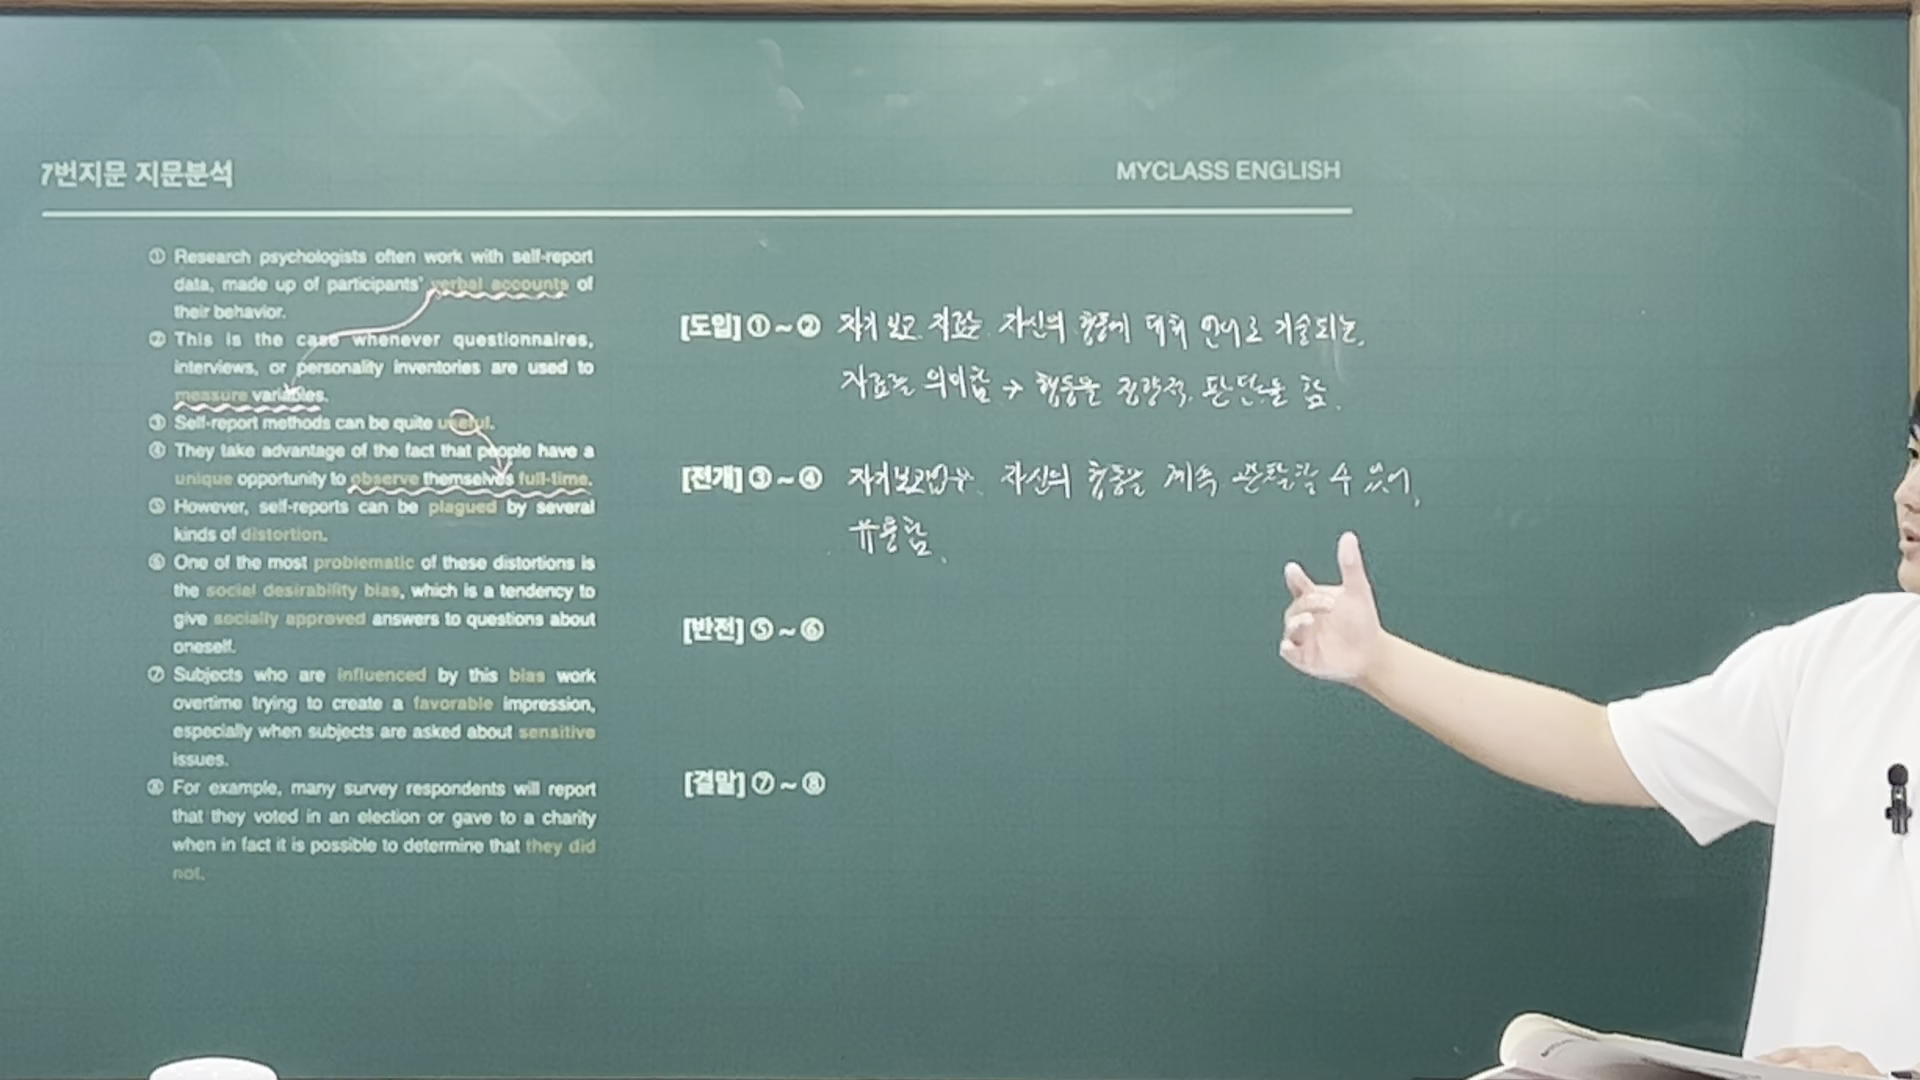 7번지문 지문분석
MYCLASS ENGLISH
① Research psychologists often work with self-report
data, made up of participants' verbal accounts of
their behavior.
② This is the case whenever questionnaires,
interviews, or personality inventories are used to
measure variables.
③ Self-report methods can be quite useful.
④ They take advantage of the fact that people have a
unique opportunity to observe themselves full-time.
⑤ However, self-reports can be plagued by several
kinds of distortion.
⑥ One of the most problematic of these distortions is
the social desirability bias, which is a tendency to
give socially approved answers to questions about
oneself.
⑦ Subjects who are influenced by this bias work
overtime trying to create a favorable impression,
especially when subjects are asked about sensitive
issues.
⑧ For example, many survey respondents will report
that they voted in an election or gave to a charity
when in fact it is possible to determine that they did
not.
[도입] ① ~ ② 자기 보고 자료는 자신의 행동에 대해 언어로 기술되는
자료를 의미함 → 행동을 정량적 판단을 함.
[전개] ③ ~ ④ 자기보고법은 자신의 행동을 계속 관찰할 수 있어,
유용함.
[반전] ⑤ ~ ⑥
[결말] ⑦ ~ ⑧